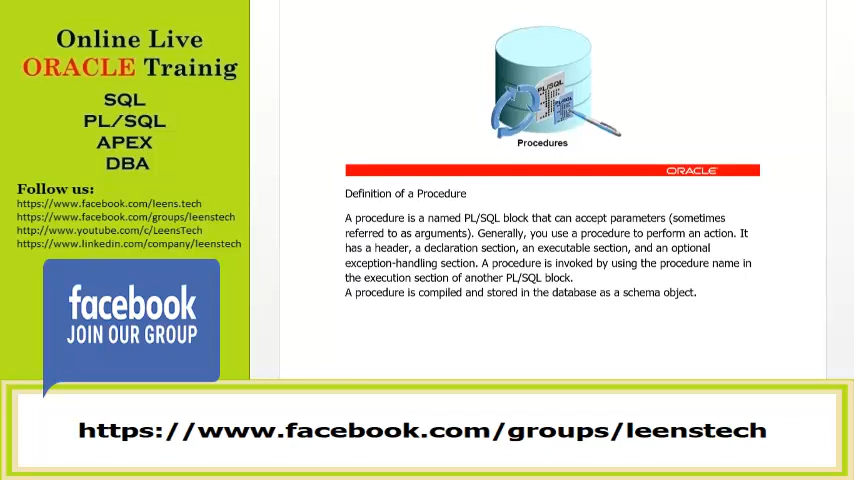 Online Live
ORACLE Trainig
SQL
PL/SQL
APEX
DBA
Follow us:
https://www.facebook.com/leens.tech
https://www.facebook.com/groups/leenstech
http://www.youtube.com/c/LeensTech
https://www.linkedin.com/company/leenstech
facebook
JOIN OUR GROUP
PL/SQL
PL/SQL
Procedures
ORACLE
Definition of a Procedure
A procedure is a named PL/SQL block that can accept parameters (sometimes
referred to as arguments). Generally, you use a procedure to perform an action. It
has a header, a declaration section, an executable section, and an optional
exception-handling section. A procedure is invoked by using the procedure name in
the execution section of another PL/SQL block.
A procedure is compiled and stored in the database as a schema object.
https://www.facebook.com/groups/leenstech